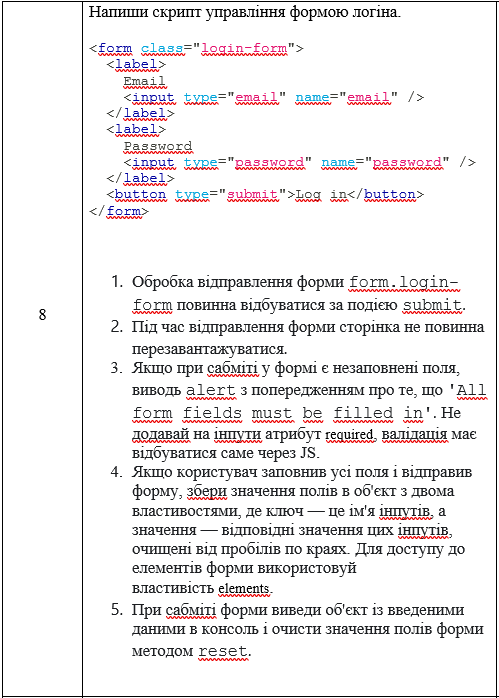 Напиши скрипт управління формою логіна.
<form class="login-form">
<label>
Email
<input type="email" name="email" />
</label>
<label>
Password
<input type="password" name="password" />
</label>
<button type="submit">Log in</button>
</form>
8
1. Обробка відправлення форми form.login-
form повинна відбуватися за подією submit.
2. Під час відправлення форми сторінка не повинна
перезавантажуватися.
3. Якщо при сабміті у формі є незаповнені поля,
виводь alert з попередженням про те, що 'All
form fields must be filled in'. Не
додавай на інпути атрибут required, валідація має
відбуватися саме через JS.
4. Якщо користувач заповнив усі поля і відправив
форму, збери значення полів в об'єкт з двома
властивостями, де ключ — це ім'я інпутів, а
значення — відповідні значення цих інпутів,
очищені від пробілів по краях. Для доступу до
елементів форми використовуй
властивість elements.
5. При сабміті форми виведи об'єкт із введеними
даними в консоль і очисти значення полів форми
методом reset.